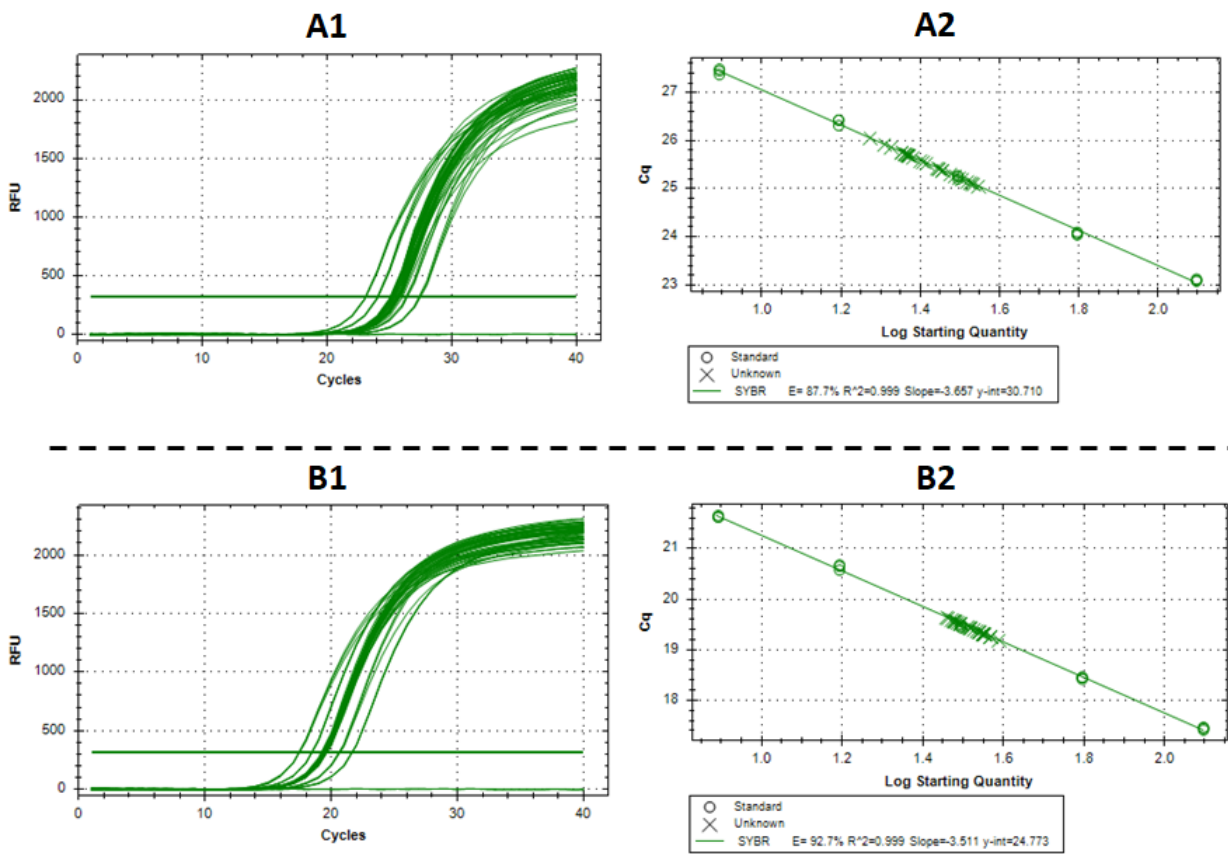 A1
A2
2000
1500
1000
500
0
RFU
0 10 20 30 40
Cycles
27
26
25
24
23
Cq
1.0 1.2 1.4 1.6 1.8 2.0
Log Starting Quantity
Standard
Unknown
SYBR E= 87.7% R^2=0.999 Slope=-3.657 y-int=30.710
B1
B2
2000
1500
1000
500
0
RFU
0 10 20 30 40
Cycles
21
20
19
18
Cq
1.0 1.2 1.4 1.6 1.8 2.0
Log Starting Quantity
Standard
Unknown
SYBR E= 92.7% R^2=0.999 Slope=-3.511 y-int=24.773